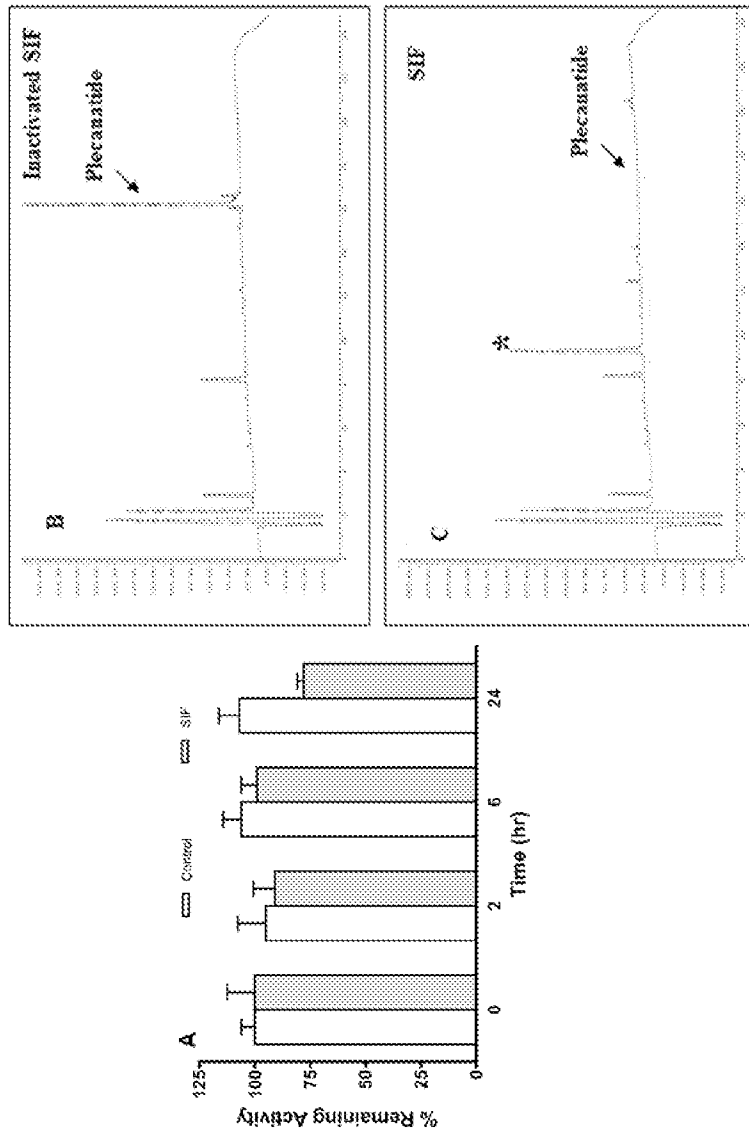 A
Control
SIF
% Remaining Activity
125
100
75
50
25
0
0
2
6
24
Time (hr)
B
Inactivated SIF
Plecanatide
C
SIF
*
Plecanatide